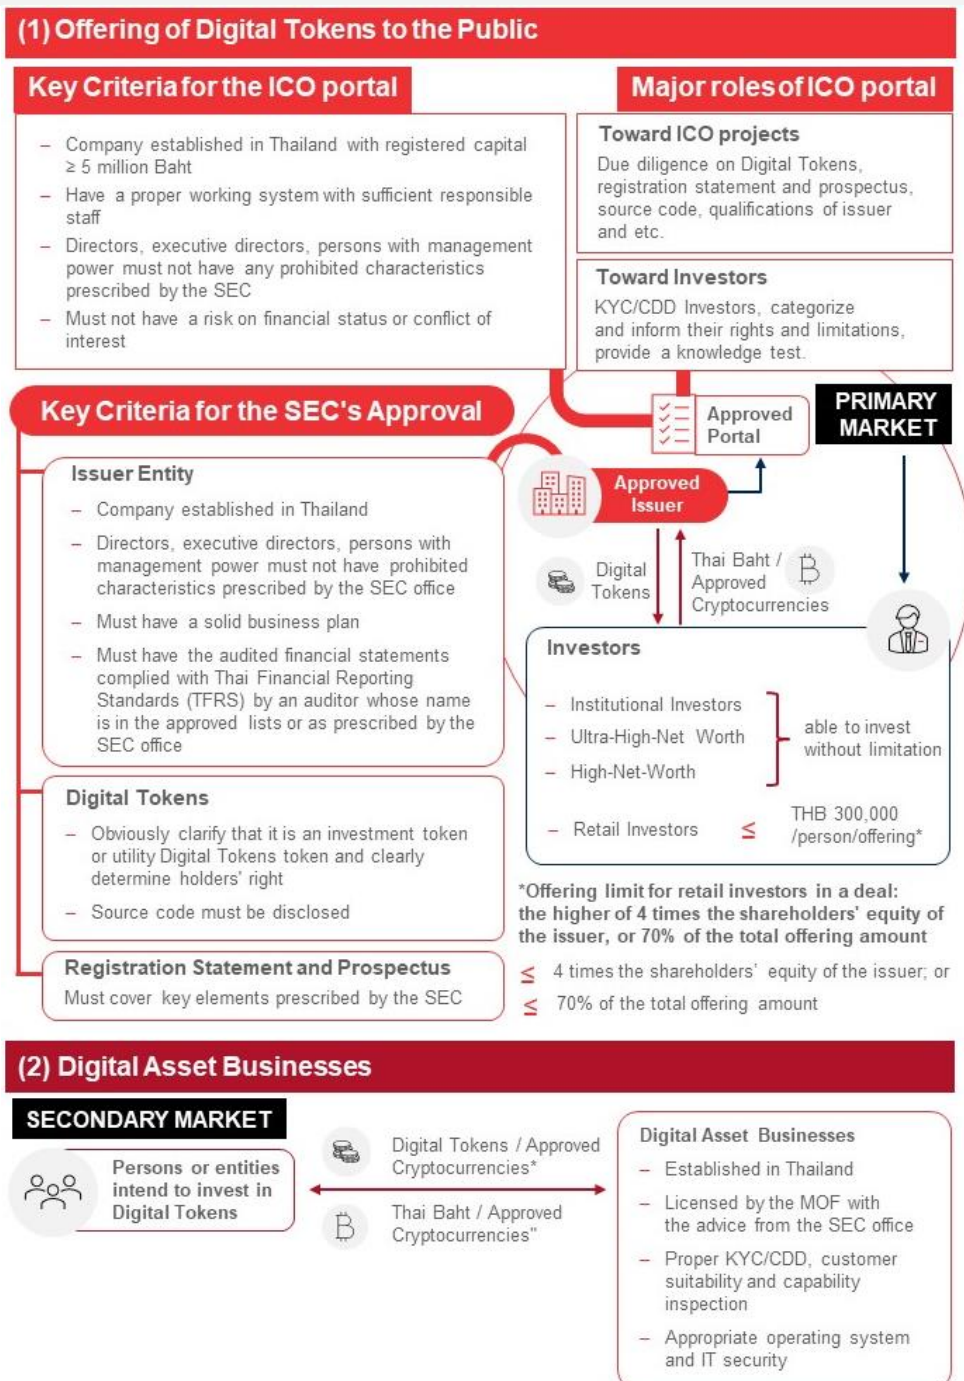 (1) Offering of Digital Tokens to the Public
Key Criteria for the ICO portal
– Company established in Thailand with registered capital
≥ 5 million Baht
– Have a proper working system with sufficient responsible
staff
– Directors, executive directors, persons with management
power must not have any prohibited characteristics
prescribed by the SEC
– Must not have a risk on financial status or conflict of
interest
Major roles of ICO portal
Toward ICO projects
Due diligence on Digital Tokens,
registration statement and prospectus,
source code, qualifications of issuer
and etc.
Toward Investors
KYC/CDD Investors, categorize
and inform their rights and limitations,
provide a knowledge test.
Key Criteria for the SEC's Approval
Issuer Entity
– Company established in Thailand
– Directors, executive directors, persons with
management power must not have prohibited
characteristics prescribed by the SEC office
– Must have a solid business plan
– Must have the audited financial statements
complied with Thai Financial Reporting
Standards (TFRS) by an auditor whose name
is in the approved lists or as prescribed by the
SEC office
Digital Tokens
– Obviously clarify that it is an investment token
or utility Digital Tokens token and clearly
determine holders' right
– Source code must be disclosed
Registration Statement and Prospectus
Must cover key elements prescribed by the SEC
Approved
Portal
PRIMARY
MARKET
Approved
Issuer
Digital
Tokens
Thai Baht /
Approved
Cryptocurrencies
Investors
– Institutional Investors
– Ultra-High-Net Worth
– High-Net-Worth
able to invest
without limitation
– Retail Investors ≤ THB 300,000
/person/offering*
*Offering limit for retail investors in a deal:
the higher of 4 times the shareholders' equity of
the issuer, or 70% of the total offering amount
≤ 4 times the shareholders' equity of the issuer; or
≤ 70% of the total offering amount
(2) Digital Asset Businesses
SECONDARY MARKET
Persons or entities
intend to invest in
Digital Tokens
Digital Tokens / Approved
Cryptocurrencies*
Thai Baht / Approved
Cryptocurrencies"
Digital Asset Businesses
– Established in Thailand
– Licensed by the MOF with
the advice from the SEC office
– Proper KYC/CDD, customer
suitability and capability
inspection
– Appropriate operating system
and IT security